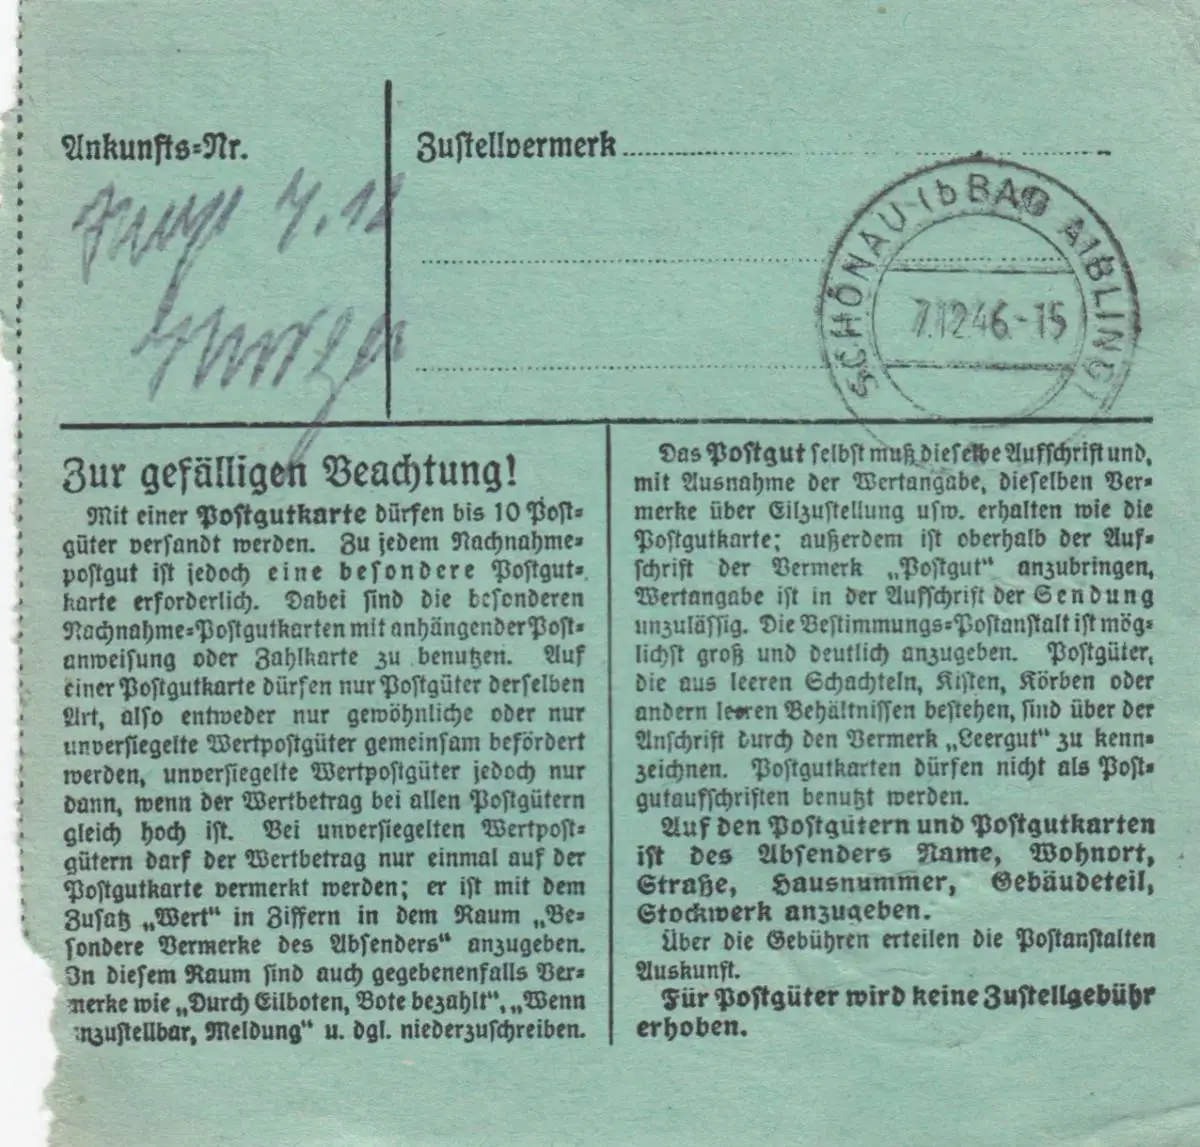 Ankunfts-Nr.
Zustellvermerk
7.12
SCHÖNAU (b BAD AIBLING)
7.12.46-15
Zur gefälligen Beachtung!
Mit einer Postgutkarte dürfen bis 10 Post-
güter versandt werden. Zu jedem Nachnahme-
postgut ist jedoch eine besondere Postgut-
karte erforderlich. Dabei sind die besonderen
Nachnahme-Postgutkarten mit anhängender Post-
anweisung oder Zahlkarte zu benutzen. Auf
einer Postgutkarte dürfen nur Postgüter derselben
Art, also entweder nur gewöhnliche oder nur
unversiegelte Wertpostgüter gemeinsam befördert
werden, unversiegelte Wertpostgüter jedoch nur
dann, wenn der Wertbetrag bei allen Postgütern
gleich hoch ist. Bei unversiegelten Wertpost-
gütern darf der Wertbetrag nur einmal auf der
Postgutkarte vermerkt werden; er ist mit dem
Zusatz „Wert“ in Ziffern in dem Raum „Be-
sondere Vermerke des Absenders“ anzugeben.
In diesem Raum sind auch gegebenenfalls Ver-
merke wie „Durch Eilboten, Bote bezahlt“, „Wenn
unzustellbar, Meldung“ u. dgl. niederzuschreiben.
Das Postgut selbst muß dieselbe Aufschrift und,
mit Ausnahme der Wertangabe, dieselben Ver-
merke über Eilzustellung usw. erhalten wie die
Postgutkarte; außerdem ist oberhalb der Auf-
schrift der Vermerk „Postgut“ anzubringen,
Wertangabe ist in der Aufschrift der Sendung
unzulässig. Die Bestimmungs-Postanstalt ist mög-
lichst groß und deutlich anzugeben. Postgüter,
die aus leeren Schachteln, Kisten, Körben oder
andern leeren Behältnissen bestehen, sind über der
Anschrift durch den Vermerk „Leergut“ zu kenn-
zeichnen. Postgutkarten dürfen nicht als Post-
gutaufschriften benutzt werden.
Auf den Postgütern und Postgutkarten
ist des Absenders Name, Wohnort,
Straße, Hausnummer, Gebäudeteil,
Stockwerk anzugeben.
Über die Gebühren erteilen die Postanstalten
Auskunft.
Für Postgüter wird keine Zustellgebühr
erhoben.